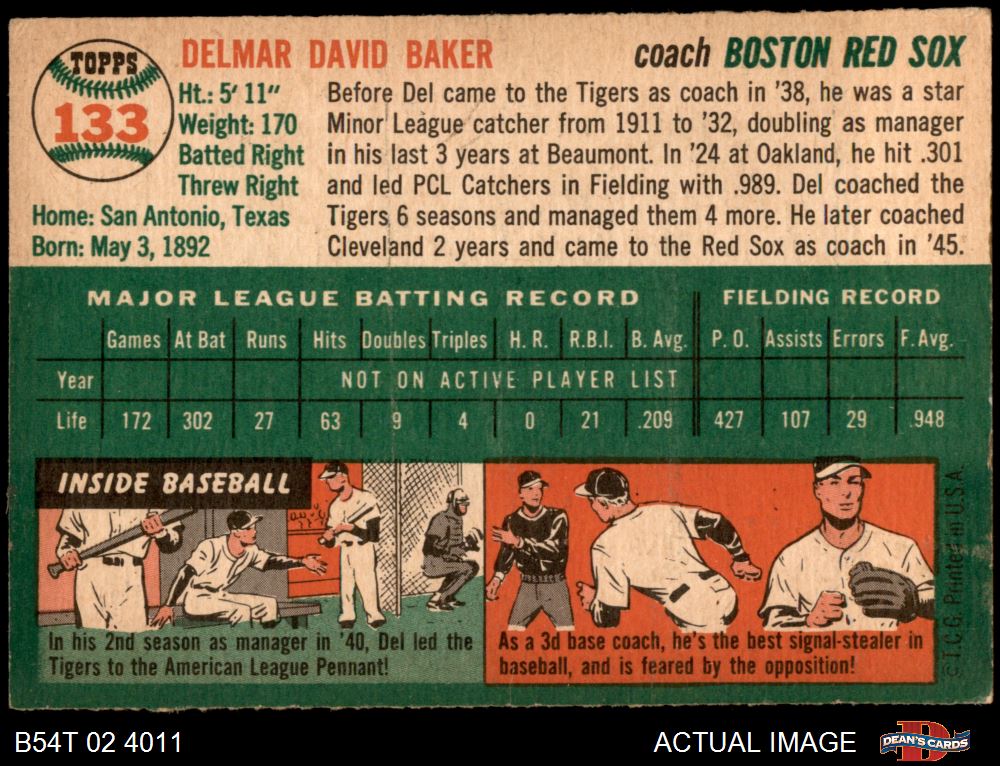 TOPPS
133
DELMAR DAVID BAKER
coach BOSTON RED SOX
Ht.: 5' 11"
Weight: 170
Batted Right
Threw Right
Home: San Antonio, Texas
Born: May 3, 1892
Before Del came to the Tigers as coach in '38, he was a star
Minor League catcher from 1911 to '32, doubling as manager
in his last 3 years at Beaumont. In '24 at Oakland, he hit .301
and led PCL Catchers in Fielding with .989. Del coached the
Tigers 6 seasons and managed them 4 more. He later coached
Cleveland 2 years and came to the Red Sox as coach in '45.
MAJOR LEAGUE BATTING RECORD
FIELDING RECORD
Games At Bat Runs Hits Doubles Triples H. R. R.B.I. B. Avg. P. O. Assists Errors F. Avg.
Year NOT ON ACTIVE PLAYER LIST
Life 172 302 27 63 9 4 0 21 .209 427 107 29 .948
INSIDE BASEBALL
In his 2nd season as manager in '40, Del led the
Tigers to the American League Pennant!
As a 3d base coach, he's the best signal-stealer in
baseball, and is feared by the opposition!
© T.C.G. Printed in U.S.A.
B54T 02 4011
ACTUAL IMAGE
D
DEAN'S CARDS